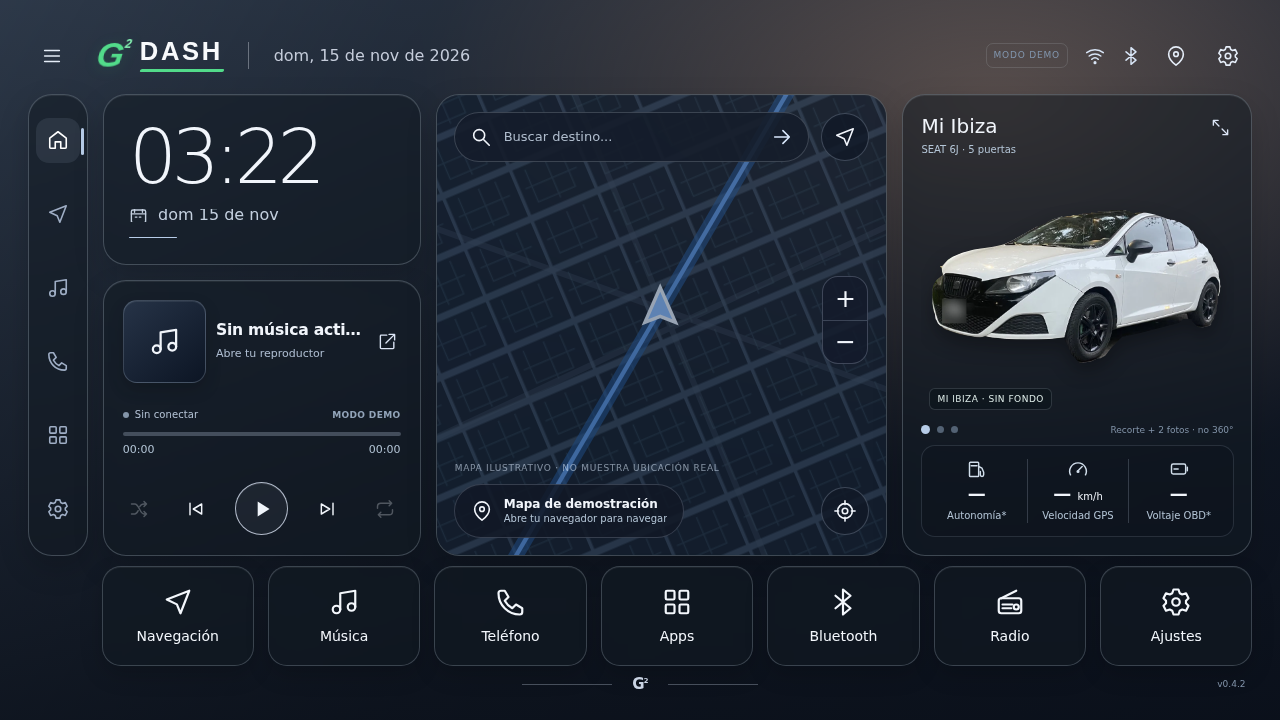 G² DASH
dom, 15 de nov de 2026
MODO DEMO
03:22
dom 15 de nov
Sin música acti...
Abre tu reproductor
Sin conectar
MODO DEMO
00:00
00:00
Buscar destino...
MAPA ILUSTRATIVO · NO MUESTRA UBICACIÓN REAL
Mapa de demostración
Abre tu navegador para navegar
Mi Ibiza
SEAT 6J · 5 puertas
MI IBIZA · SIN FONDO
Recorte + 2 fotos · no 360°
— — km/h —
Autonomía* Velocidad GPS Voltaje OBD*
Navegación
Música
Teléfono
Apps
Bluetooth
Radio
Ajustes
G²
v0.4.2